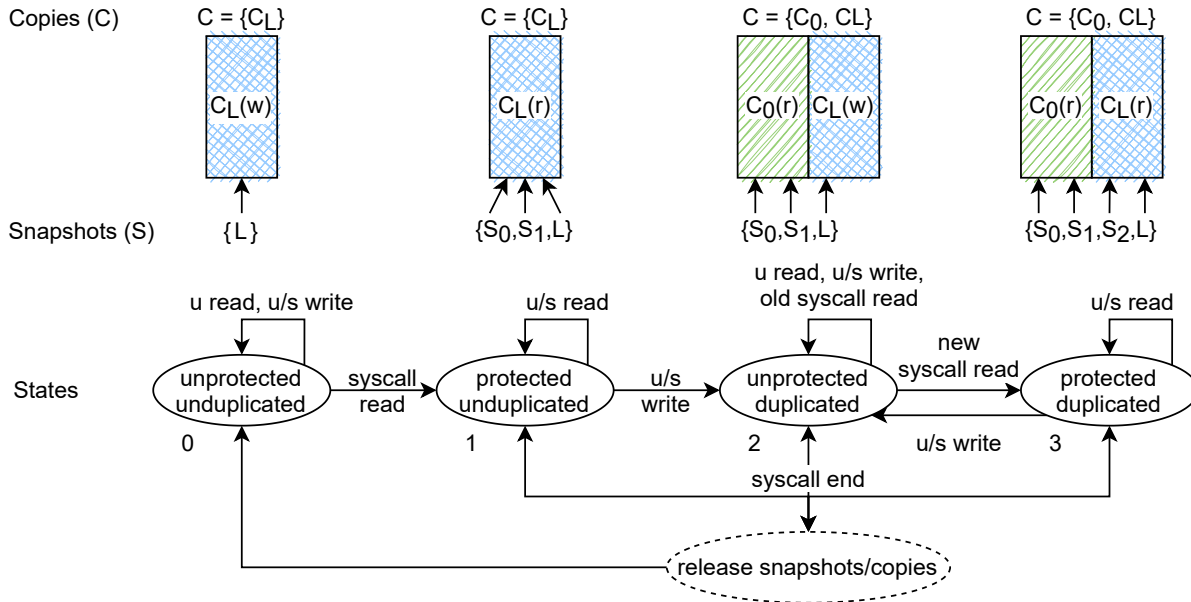 Copies (C)
C = {CL}
C = {CL}
C = {C0, CL}
C = {C0, CL}
CL(w)
CL(r)
C0(r)
CL(w)
C0(r)
CL(r)
Snapshots (S)
{L}
{S0,S1,L}
{S0,S1,L}
{S0,S1,S2,L}
u read, u/s write
u/s read
u read, u/s write,
old syscall read
u/s read
States
unprotected
unduplicated
syscall
read
protected
unduplicated
u/s
write
unprotected
duplicated
new
syscall read
protected
duplicated
0
1
2
u/s write
3
syscall end
release snapshots/copies